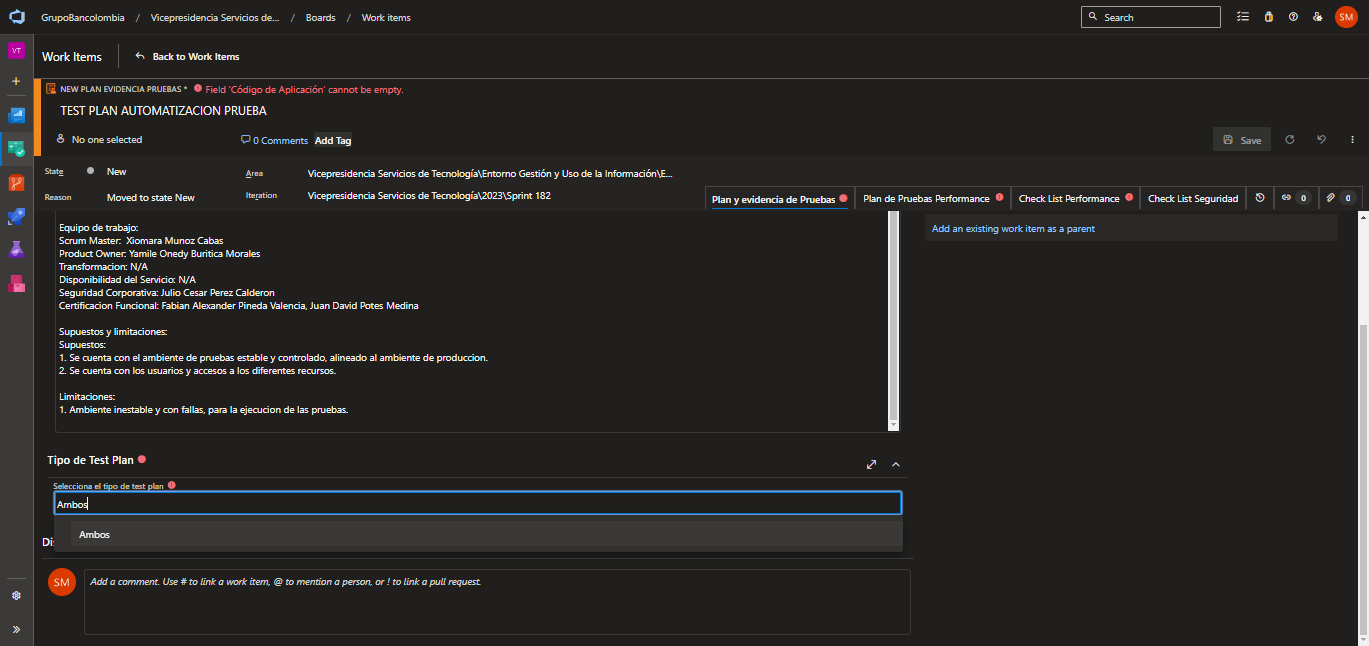 GrupoBancolombia / Vicepresidencia Servicios de... / Boards / Work items
Search
SM
VT
Work Items
Back to Work Items
NEW PLAN EVIDENCIA PRUEBAS * Field 'Código de Aplicación' cannot be empty.
TEST PLAN AUTOMATIZACION PRUEBA
No one selected
0 Comments
Add Tag
Save
State
New
Area
Vicepresidencia Servicios de Tecnología\Entorno Gestión y Uso de la Información\E...
Reason
Moved to state New
Iteration
Vicepresidencia Servicios de Tecnología\2023\Sprint 182
Plan y evidencia de Pruebas
Plan de Pruebas Performance
Check List Performance
Check List Seguridad
0
0
Equipo de trabajo:
Scrum Master: Xiomara Munoz Cabas
Product Owner: Yamile Onedy Buritica Morales
Transformacion: N/A
Disponibilidad del Servicio: N/A
Seguridad Corporativa: Julio Cesar Perez Calderon
Certificacion Funcional: Fabian Alexander Pineda Valencia, Juan David Potes Medina
Supuestos y limitaciones:
Supuestos:
1. Se cuenta con el ambiente de pruebas estable y controlado, alineado al ambiente de produccion.
2. Se cuenta con los usuarios y accesos a los diferentes recursos.
Limitaciones:
1. Ambiente inestable y con fallas, para la ejecucion de las pruebas.
Add an existing work item as a parent
Tipo de Test Plan
Selecciona el tipo de test plan
Ambos
Ambos
Di
SM
Add a comment. Use # to link a work item, @ to mention a person, or ! to link a pull request.